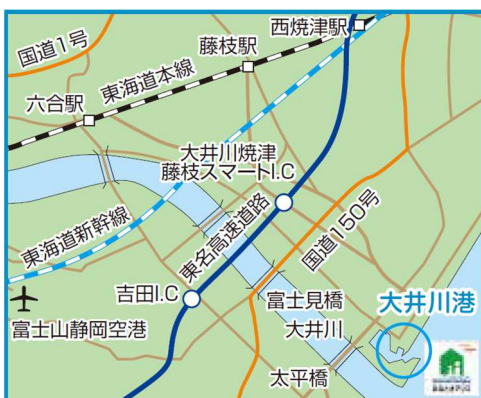 西焼津駅
国道1号
藤枝駅
東海道本線
六合駅
大井川焼津
藤枝スマートI.C
東海道新幹線
東名高速道路
国道150号
吉田I.C
富士見橋
大井川港
富士山静岡空港
大井川
太平橋